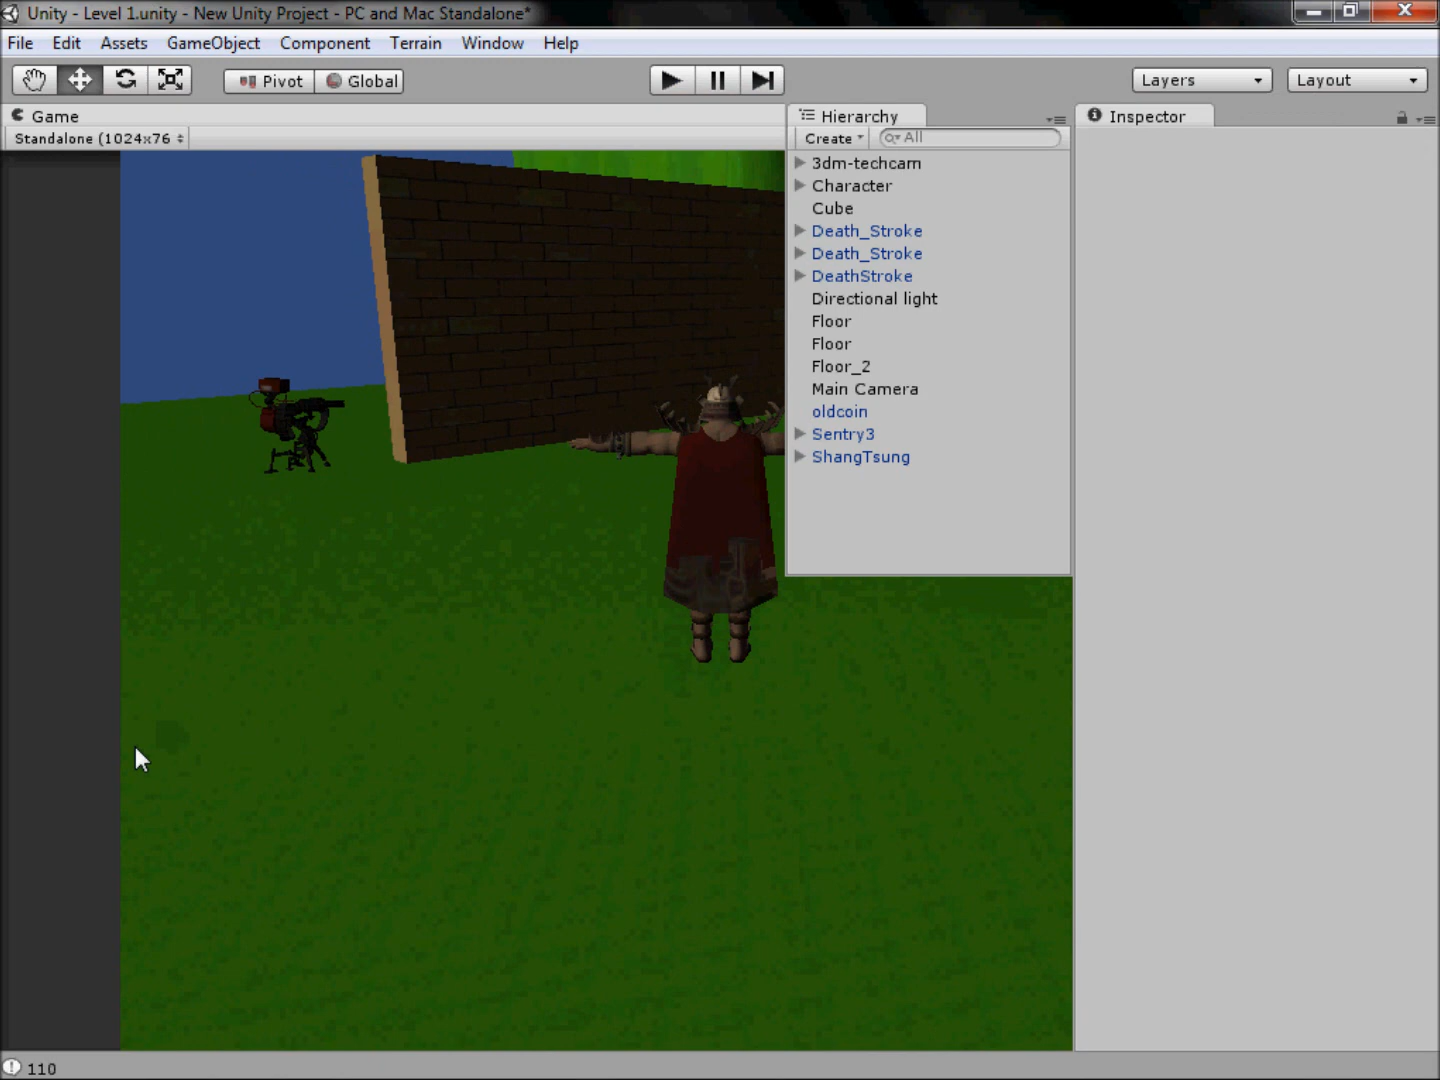 Unity - Level 1.unity - New Unity Project - PC and Mac Standalone*
File Edit Assets GameObject Component Terrain Window Help
Pivot Global Layers Layout
Game Hierarchy Inspector
Standalone (1024x76 Create All
3dm-techcam
Character
Cube
Death_Stroke
Death_Stroke
DeathStroke
Directional light
Floor
Floor
Floor_2
Main Camera
oldcoin
Sentry3
ShangTsung
110